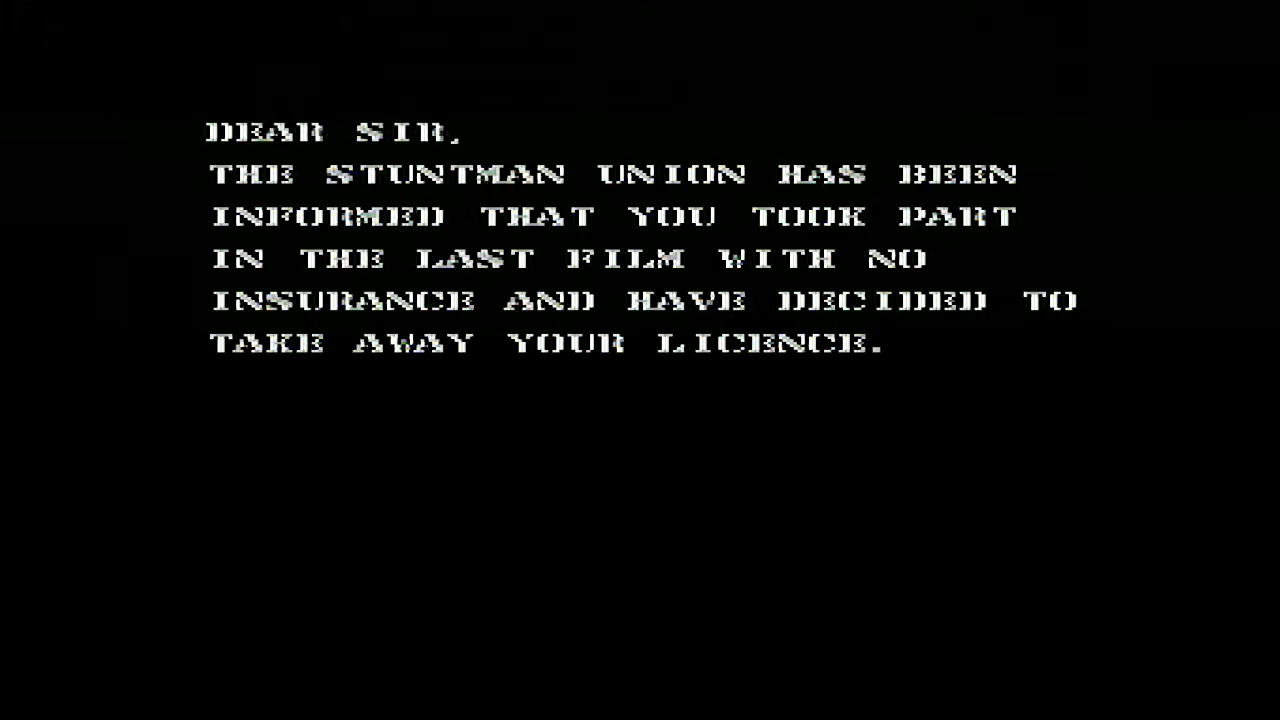 DEAR SIR,
THE STUNTMAN UNION HAS BEEN
INFORMED THAT YOU TOOK PART
IN THE LAST FILM WITH NO
INSURANCE AND HAVE DECIDED TO
TAKE AWAY YOUR LICENCE.